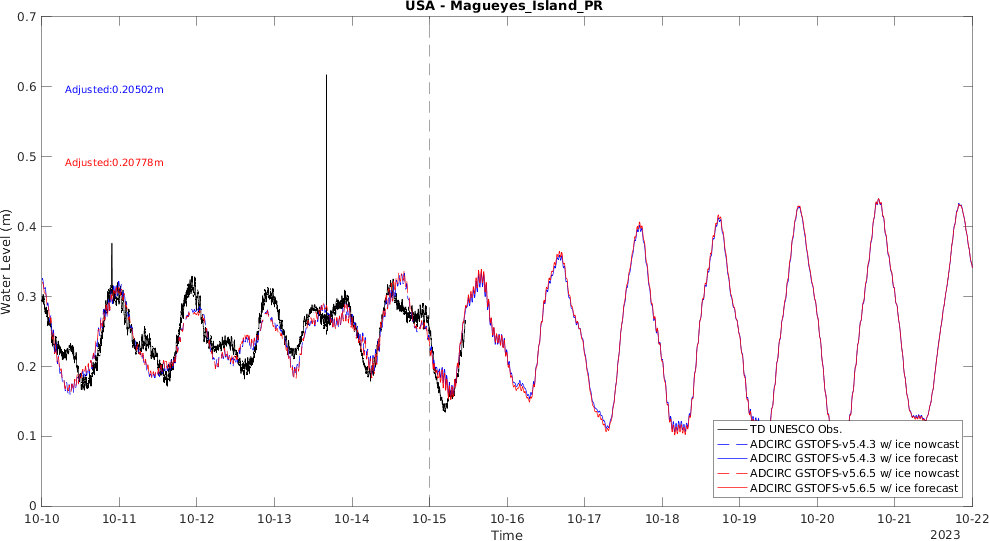 USA - Magueyes_Island_PR
0.7
0.6
0.5
0.4
0.3
0.2
0.1
0
Water Level (m)
Adjusted:0.20502m
Adjusted:0.20778m
TD UNESCO Obs.
ADCIRC GSTOFS-v5.4.3 w/ ice nowcast
ADCIRC GSTOFS-v5.4.3 w/ ice forecast
ADCIRC GSTOFS-v5.6.5 w/ ice nowcast
ADCIRC GSTOFS-v5.6.5 w/ ice forecast
10-10 10-11 10-12 10-13 10-14 10-15 10-16 10-17 10-18 10-19 10-20 10-21 10-22
Time
2023